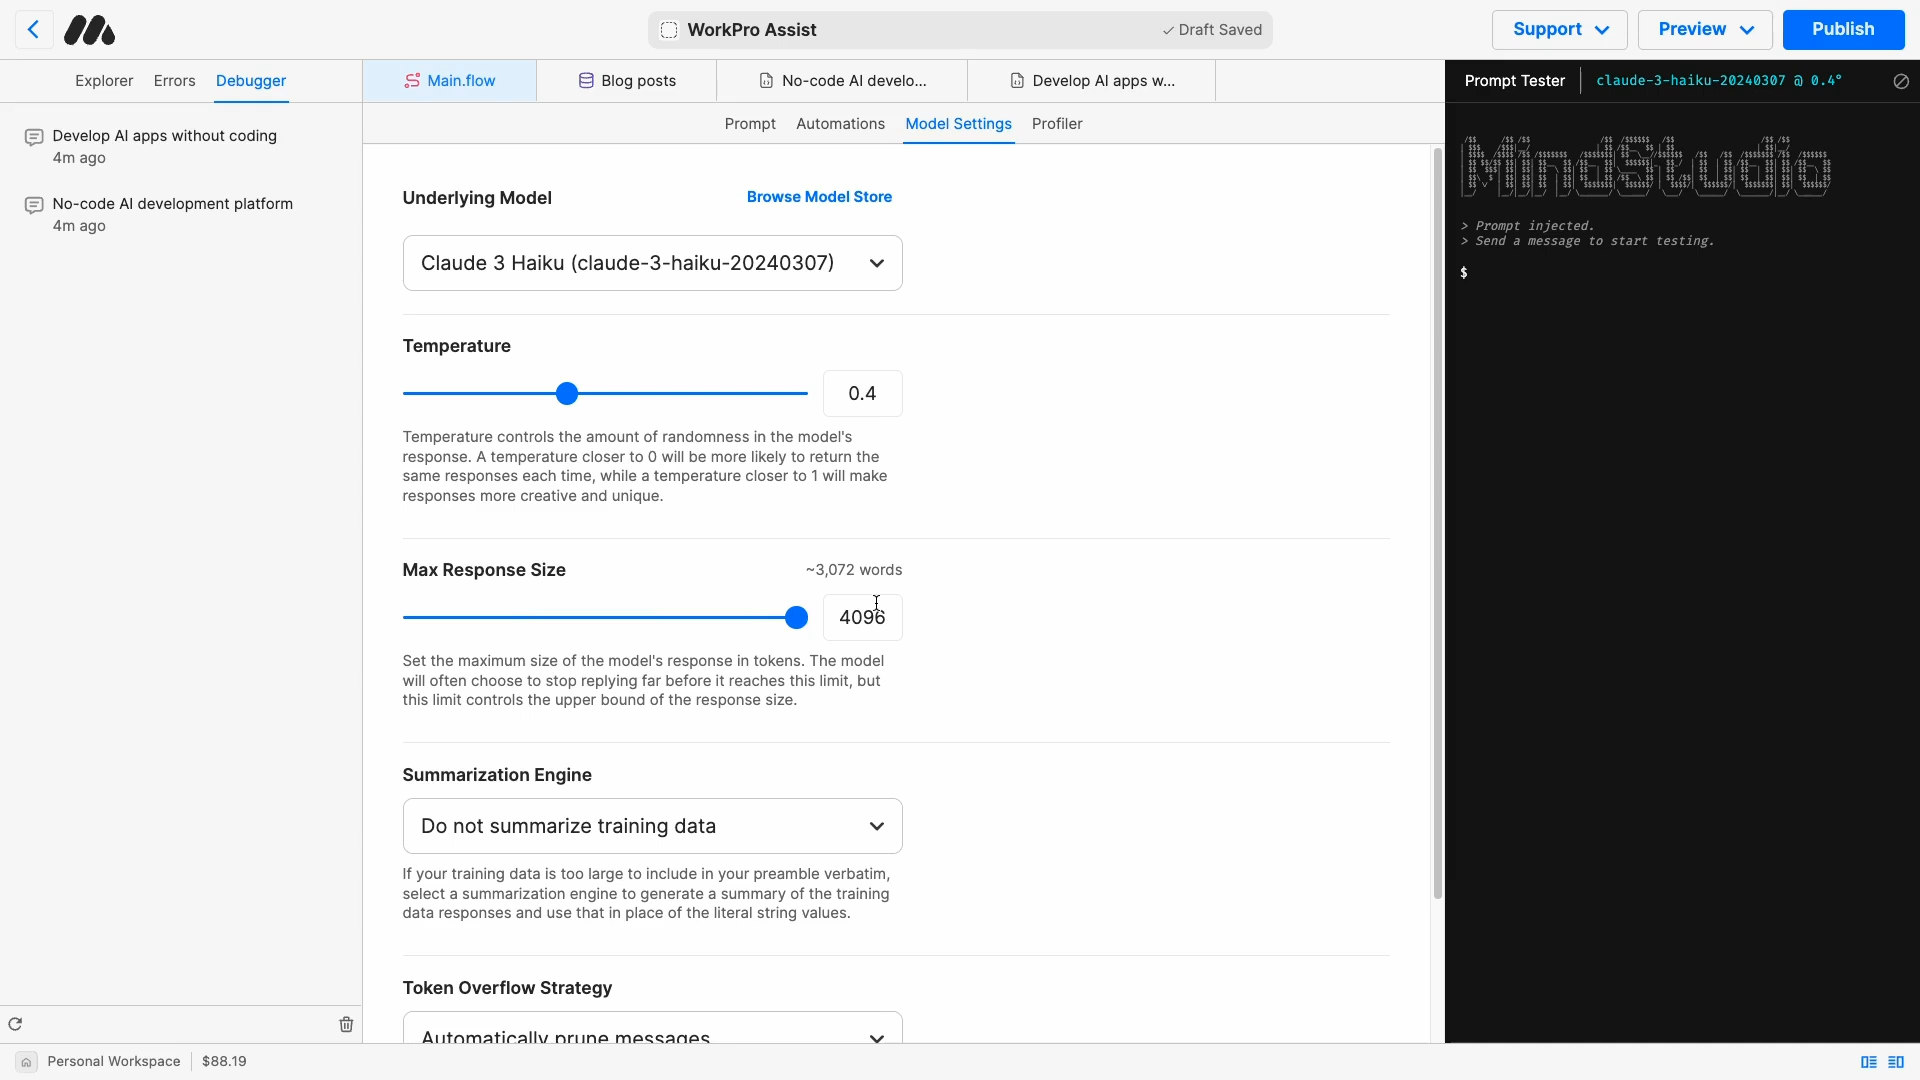 WorkPro Assist
Draft Saved
Support
Preview
Publish
Explorer
Errors
Debugger
Main.flow
Blog posts
No-code AI develo...
Develop AI apps w...
Prompt Tester
claude-3-haiku-20240307 @ 0.4°
Develop AI apps without coding
4m ago
No-code AI development platform
4m ago
Prompt
Automations
Model Settings
Profiler
Underlying Model
Browse Model Store
Claude 3 Haiku (claude-3-haiku-20240307)
Temperature
0.4
Temperature controls the amount of randomness in the model's
response. A temperature closer to 0 will be more likely to return the
same responses each time, while a temperature closer to 1 will make
responses more creative and unique.
Max Response Size
~3,072 words
4096
Set the maximum size of the model's response in tokens. The model
will often choose to stop replying far before it reaches this limit, but
this limit controls the upper bound of the response size.
Summarization Engine
Do not summarize training data
If your training data is too large to include in your preamble verbatim,
select a summarization engine to generate a summary of the training
data responses and use that in place of the literal string values.
Token Overflow Strategy
Automatically prune messages
MindStudio
> Prompt injected.
> Send a message to start testing.
$
Personal Workspace
$88.19